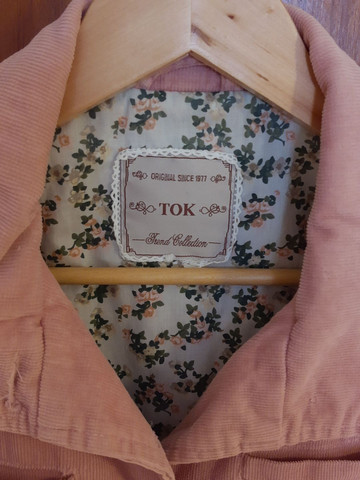 ORIGINAL SINCE 1977
TOK
Trend Collection